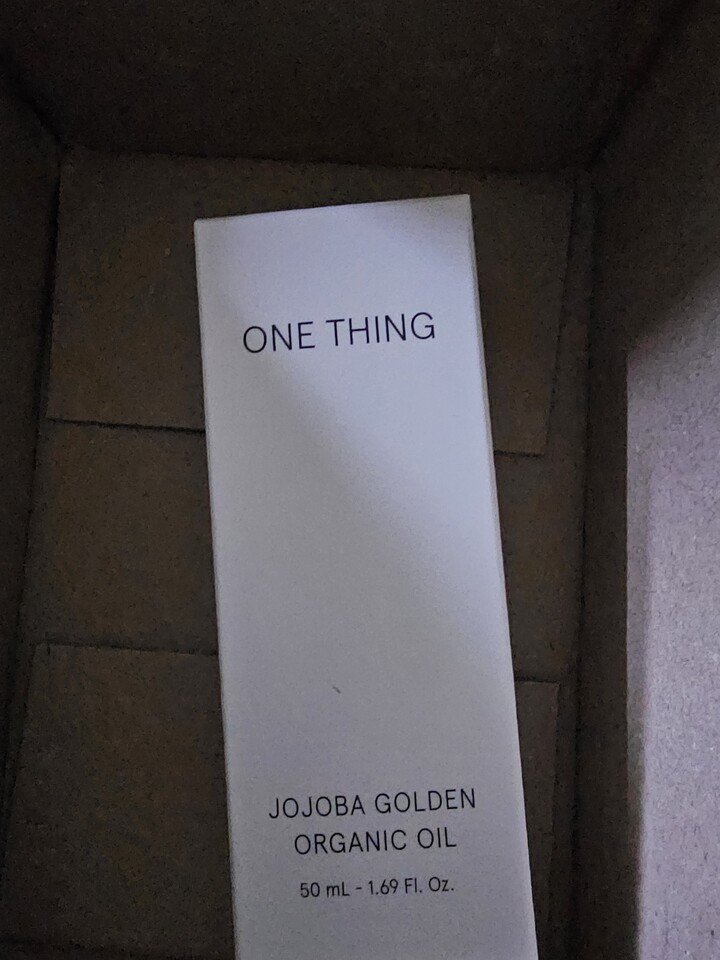 ONE THING
JOJOBA GOLDEN
ORGANIC OIL
50 mL - 1.69 Fl. Oz.